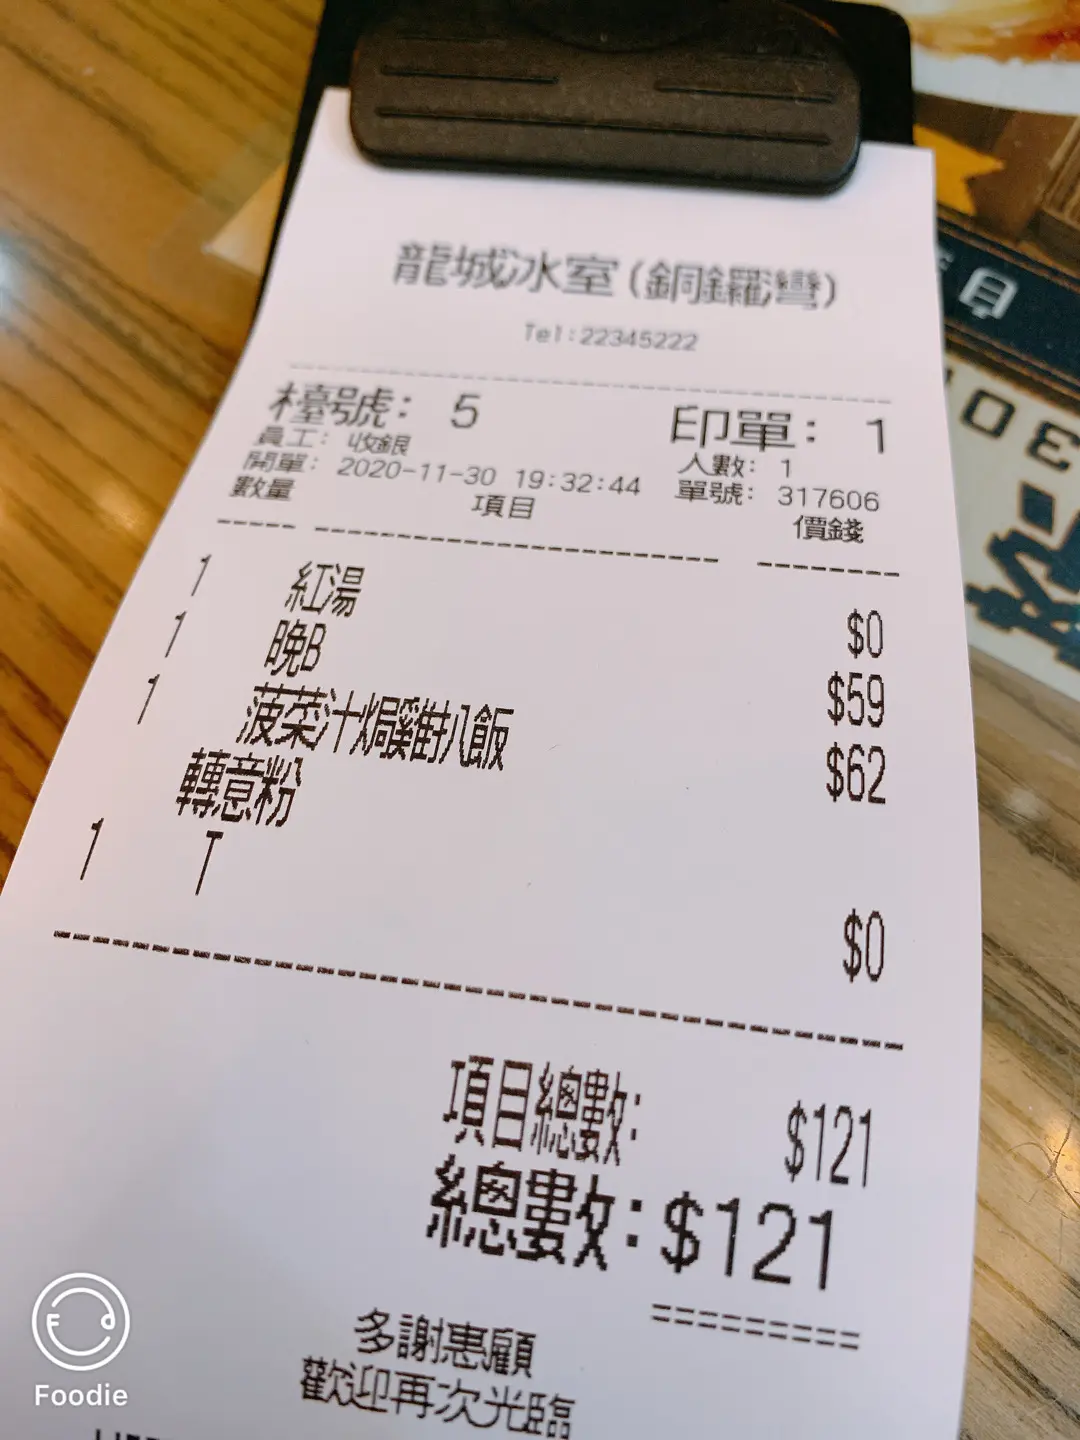 龍城冰室(銅鑼灣)
Tel:22345222
檯號: 5 印單: 1
員工: 收銀 人數: 1
開單: 2020-11-30 19:32:44 單號: 317606
數量 項目 價錢
1 紅湯 $0
1 晚B $59
1 菠菜汁焗雞扒飯 $62
轉意粉
1 T $0
項目總數: $121
總數: $121
=========
多謝惠顧
歡迎再次光臨
Foodie